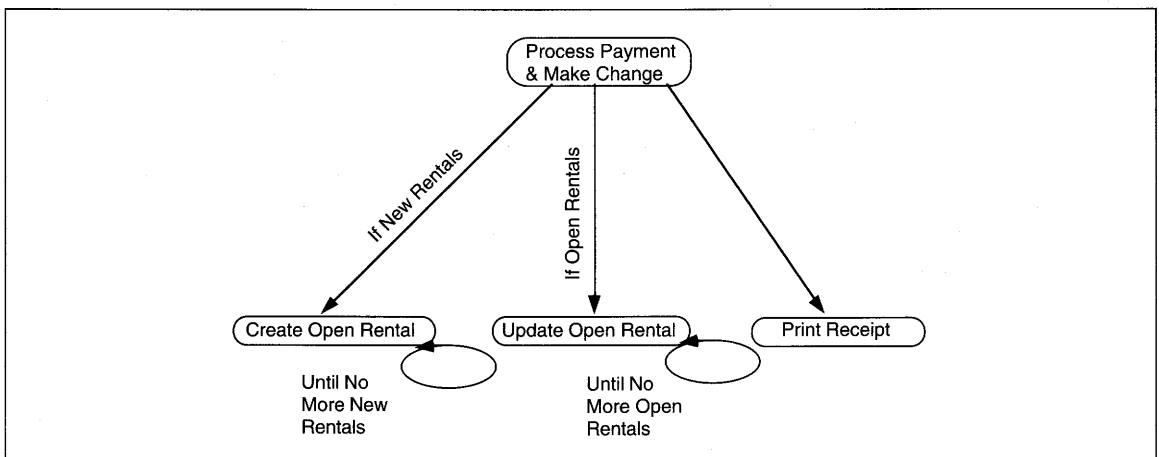 Process Payment
& Make Change
If New Rentals
If Open Rentals
Create Open Rental
Update Open Rental
Print Receipt
Until No
More New
Rentals
Until No
More Open
Rentals